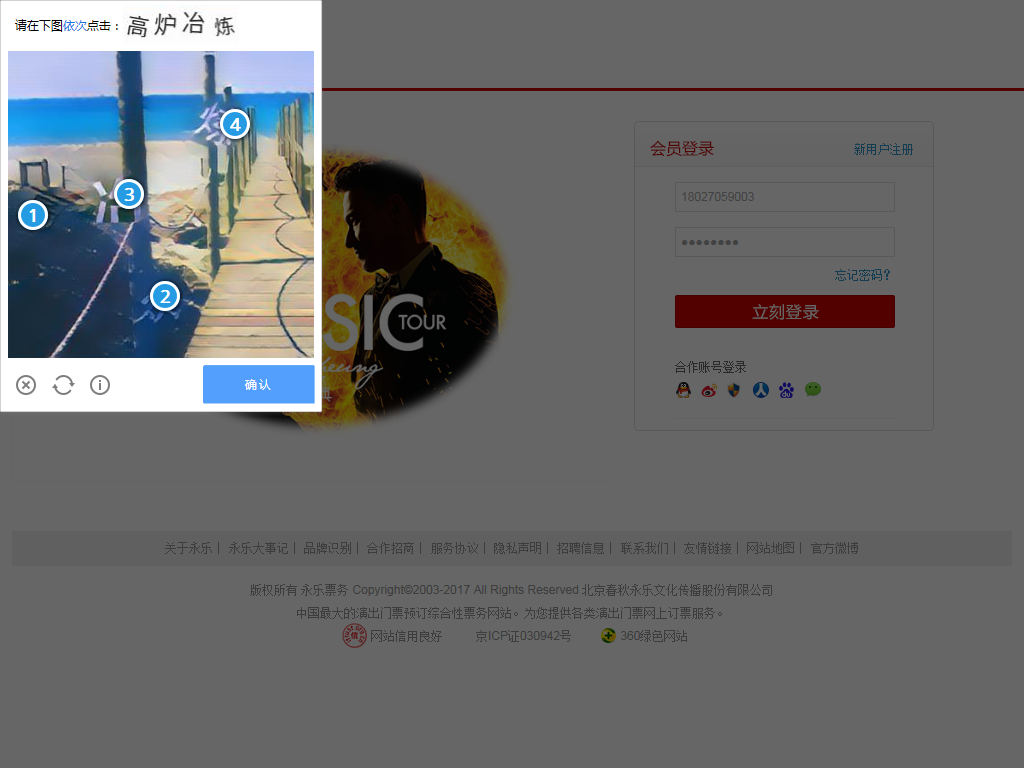 请在下图依次点击：高炉冶炼
4
3
1
2
确认
会员登录
新用户注册
18027059003
忘记密码?
立刻登录
SIC TOUR
合作账号登录
关于永乐 | 永乐大事记 | 品牌识别 | 合作招商 | 服务协议 | 隐私声明 | 招聘信息 | 联系我们 | 友情链接 | 网站地图 | 官方微博
版权所有 永乐票务 Copyright©2003-2017 All Rights Reserved 北京春秋永乐文化传播股份有限公司
中国最大的演出门票预订综合性票务网站。为您提供各类演出门票网上订票服务。
网站信用良好 京ICP证030942号 360绿色网站